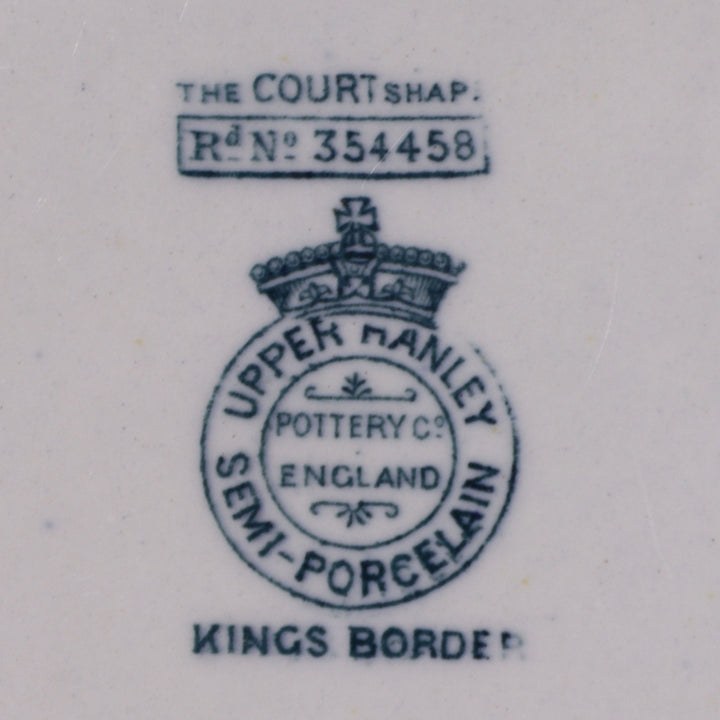 THE COURT SHAP.
Rd No 354458
UPPER HANLEY
POTTERY Co
ENGLAND
SEMI-PORCELAIN
KINGS BORDER